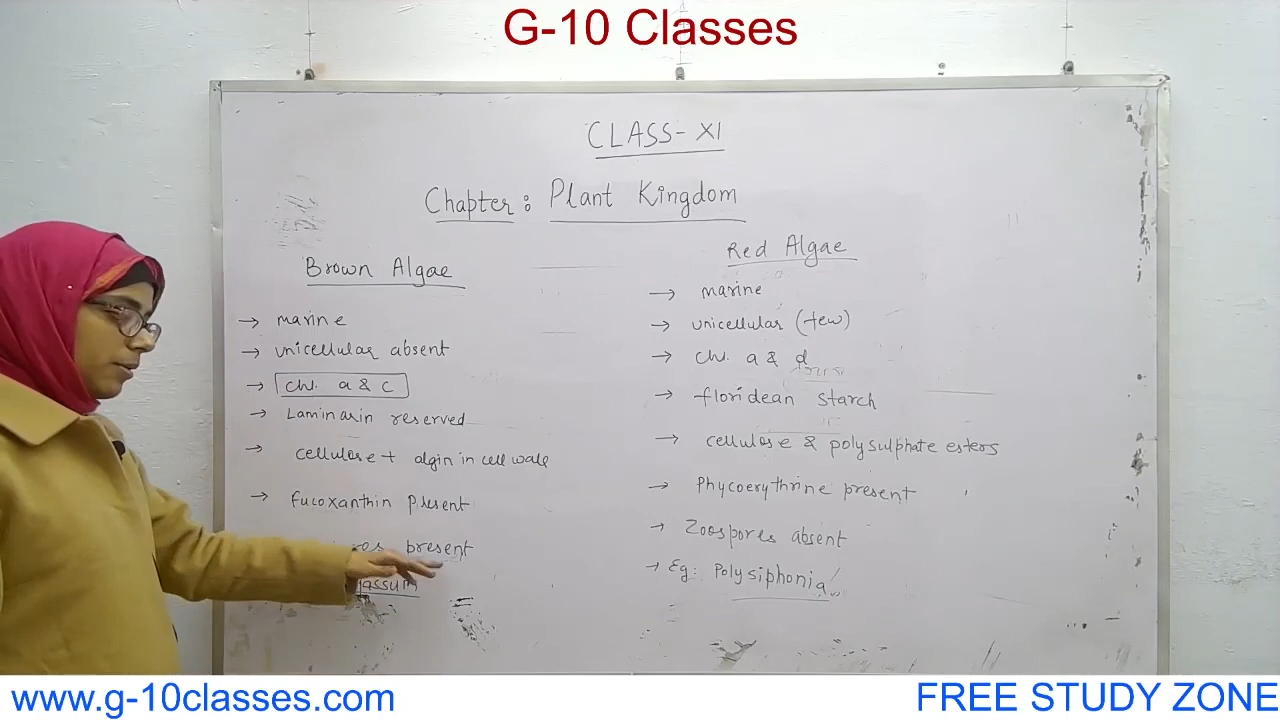 G-10 Classes
CLASS-XI
Chapter: Plant Kingdom
Brown Algae
→ marine
→ unicellular absent
→ chl. a & c
→ Laminarin reserved
→ cellulose + algin in cell wall
→ fucoxanthin present
present
Red Algae
→ marine
→ unicellular (few)
→ chl. a & d
→ floridean starch
→ cellulose & polysulphate esters
→ Phycoerythrine present
→ Zoospores absent
→ Eg: Polysiphonia
www.g-10classes.com
FREE STUDY ZONE